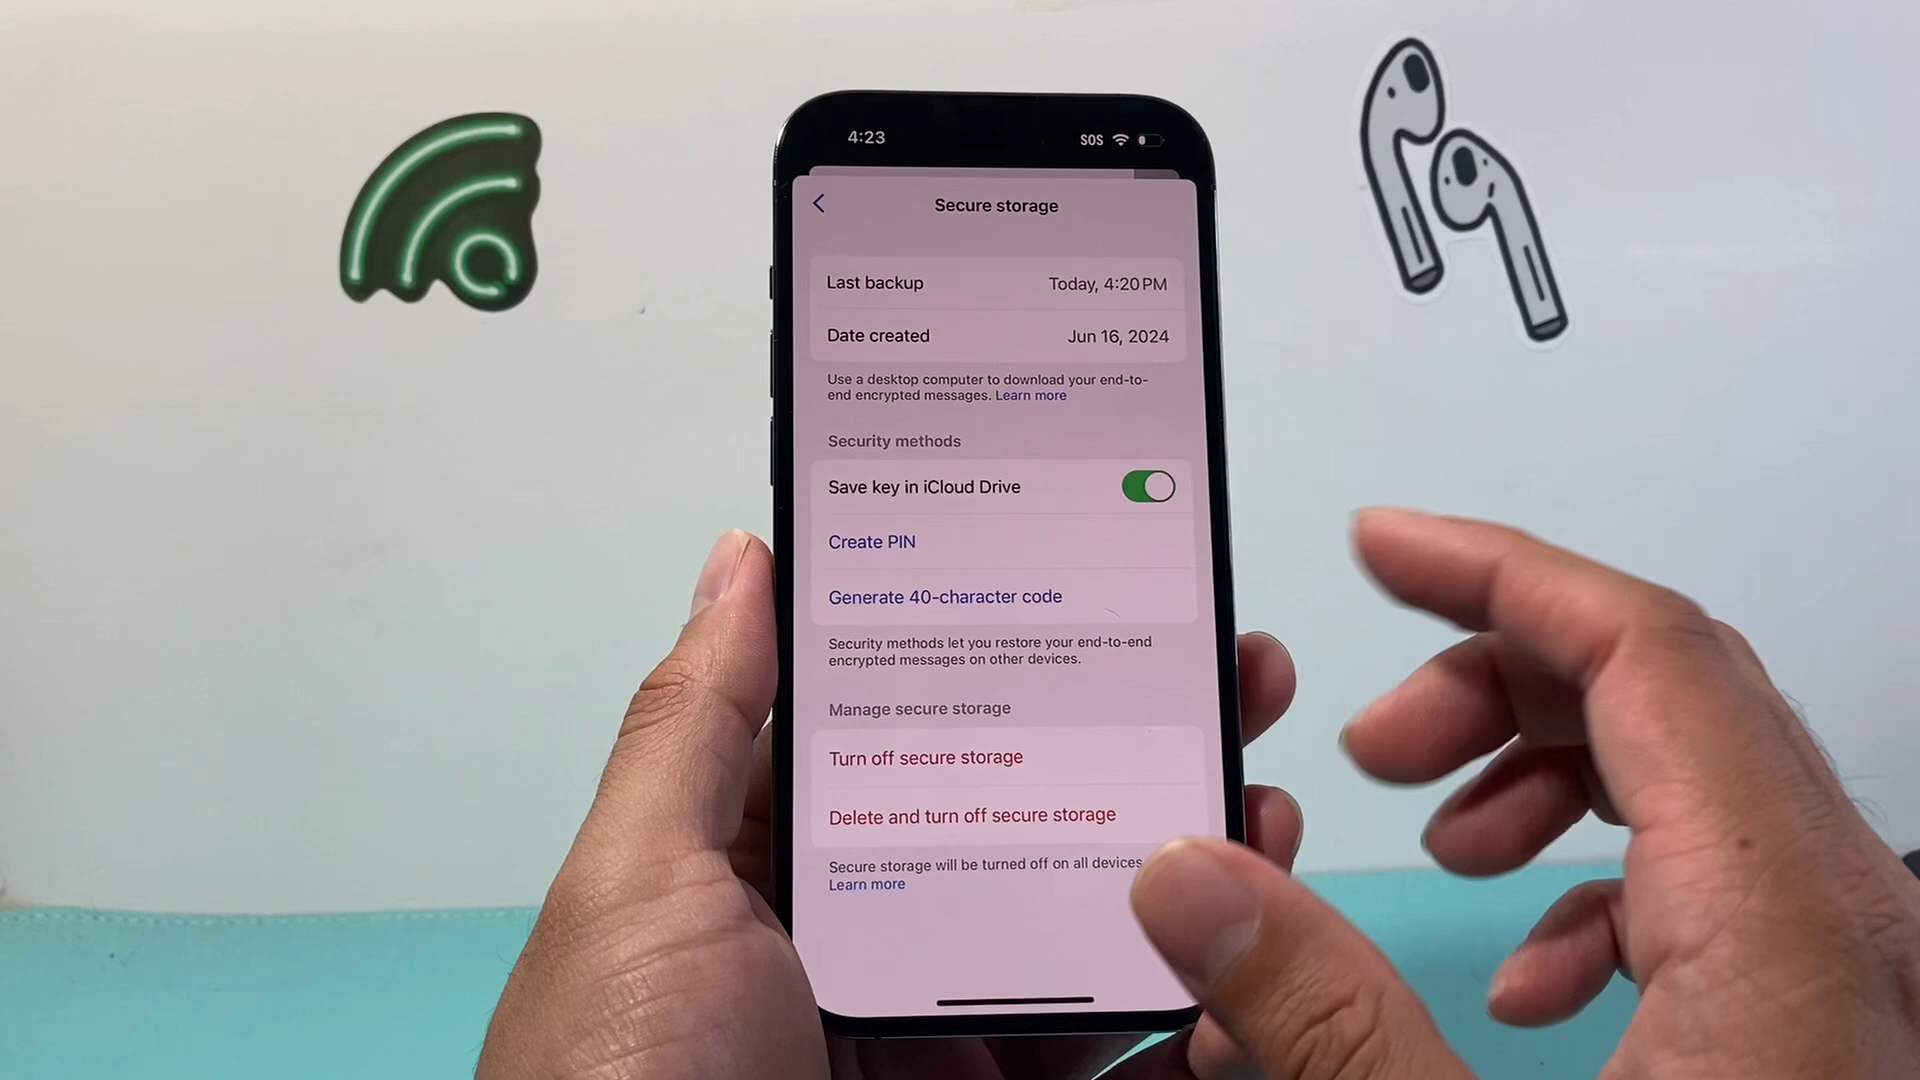 4:23
SOS
Secure storage
Last backup
Today, 4:20 PM
Date created
Jun 16, 2024
Use a desktop computer to download your end-to-
end encrypted messages. Learn more
Security methods
Save key in iCloud Drive
Create PIN
Generate 40-character code
Security methods let you restore your end-to-end
encrypted messages on other devices.
Manage secure storage
Turn off secure storage
Delete and turn off secure storage
Secure storage will be turned off on all devices
Learn more